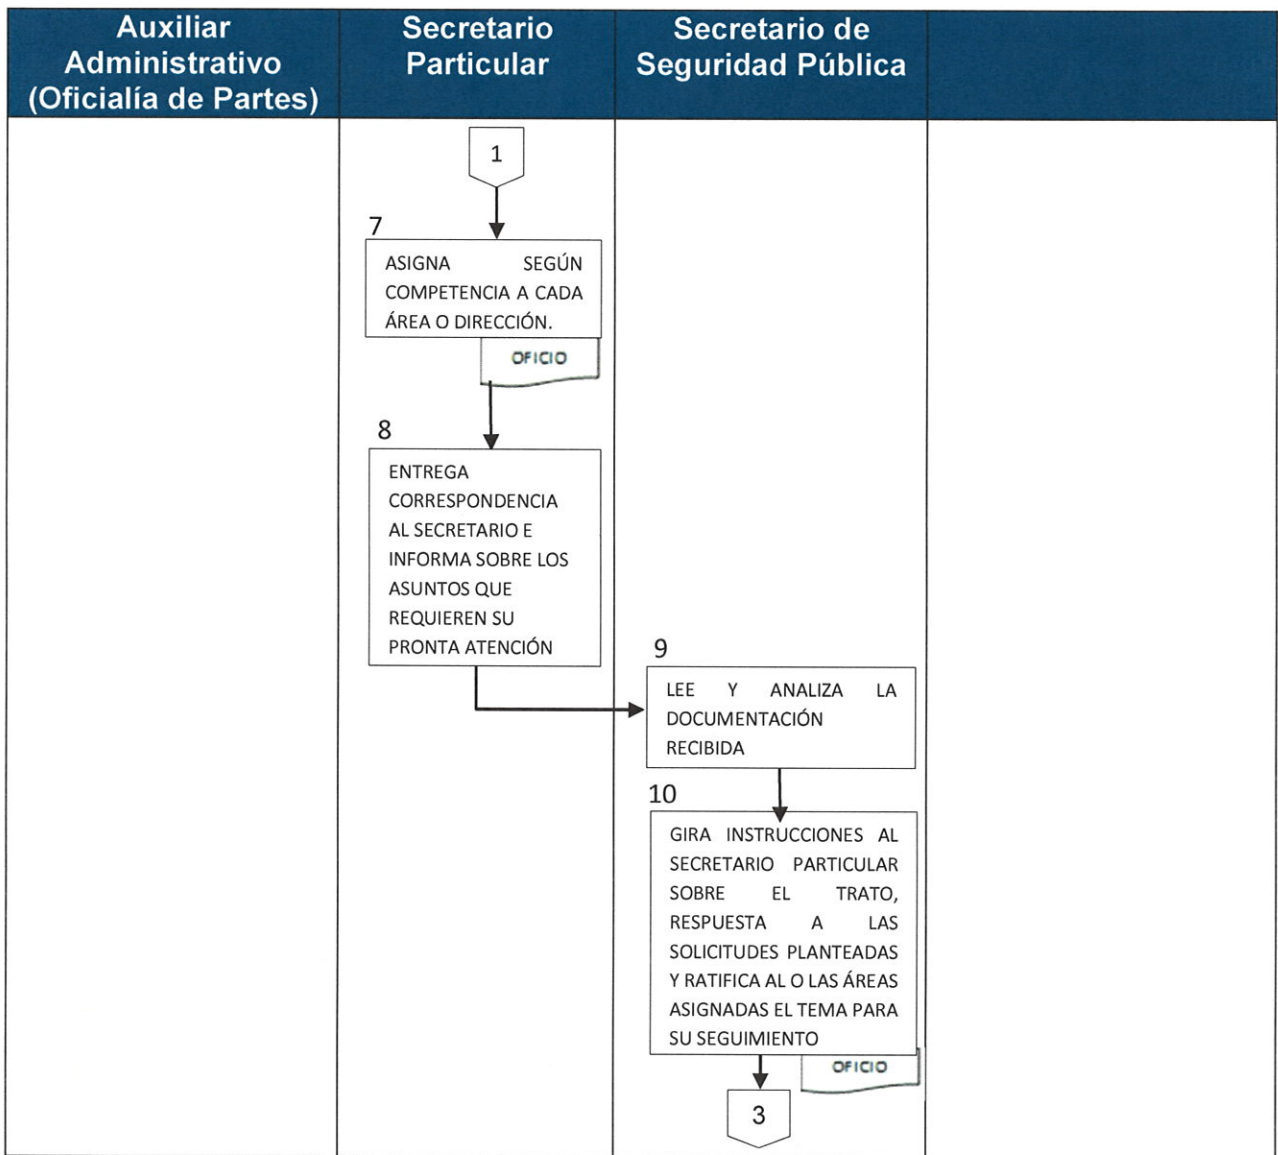 Auxiliar
Administrativo
(Oficialía de Partes)
Secretario
Particular
Secretario de
Seguridad Pública
1
7
ASIGNA SEGÚN
COMPETENCIA A CADA
ÁREA O DIRECCIÓN.
OFICIO
8
ENTREGA
CORRESPONDENCIA
AL SECRETARIO E
INFORMA SOBRE LOS
ASUNTOS QUE
REQUIEREN SU
PRONTA ATENCIÓN
9
LEE Y ANALIZA LA
DOCUMENTACIÓN
RECIBIDA
10
GIRA INSTRUCCIONES AL
SECRETARIO PARTICULAR
SOBRE EL TRATO,
RESPUESTA A LAS
SOLICITUDES PLANTEADAS
Y RATIFICA AL O LAS ÁREAS
ASIGNADAS EL TEMA PARA
SU SEGUIMIENTO
OFICIO
3